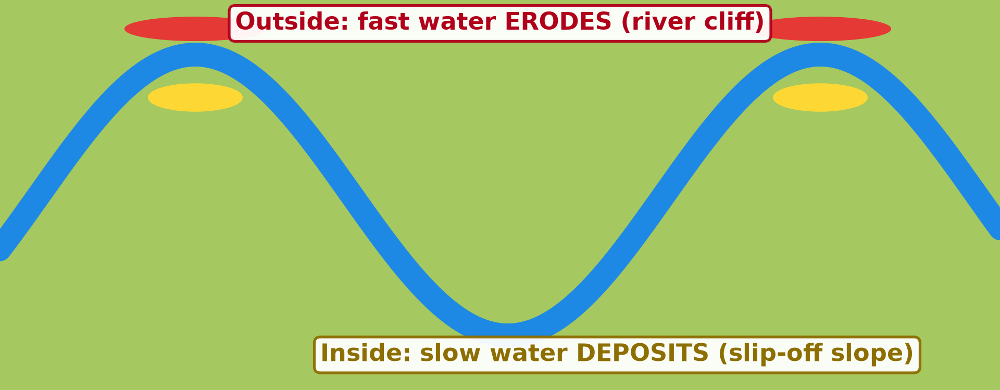 Outside: fast water ERODES (river cliff)
Inside: slow water DEPOSITS (slip-off slope)